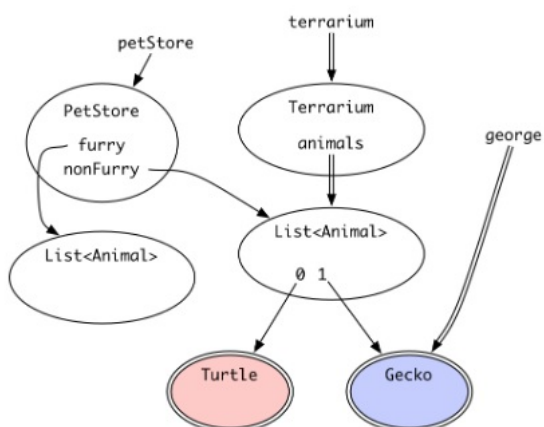 terrarium
petStore
PetStore
furry
nonFurry
Terrarium
animals
george
List<Animal>
List<Animal>
0 1
Turtle
Gecko